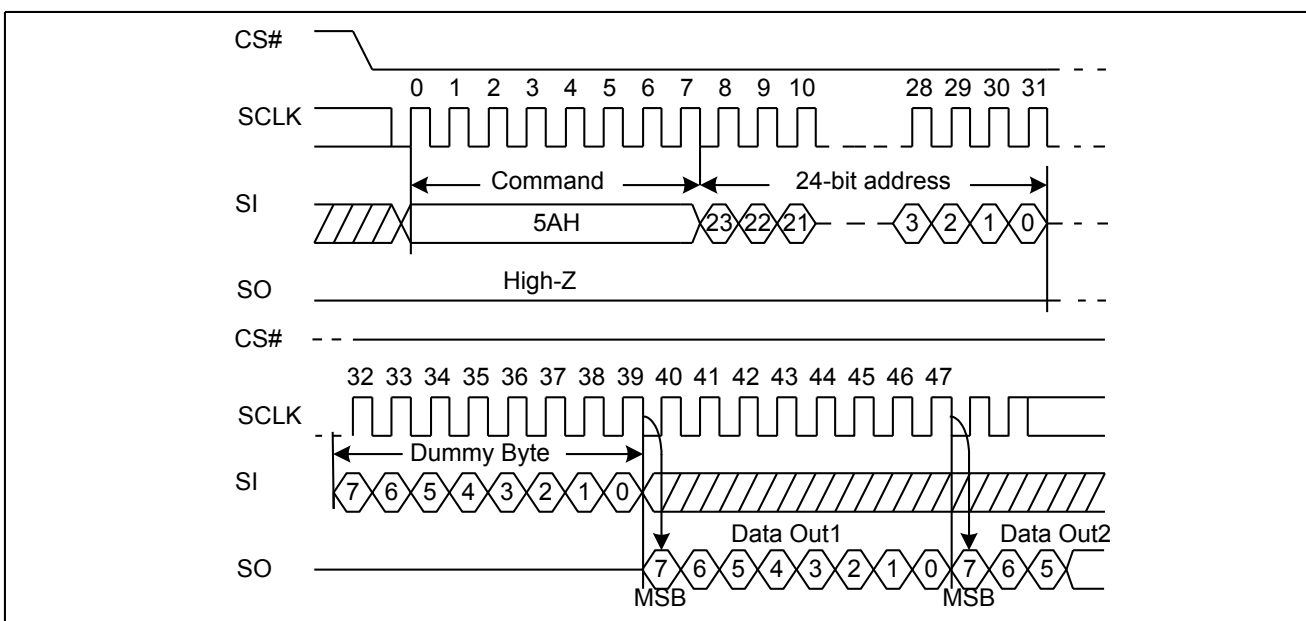 CS#
0 1 2 3 4 5 6 7 8 9 10 28 29 30 31
SCLK
Command 24-bit address
SI
5AH 23 22 21 3 2 1 0
High-Z
SO
CS#
32 33 34 35 36 37 38 39 40 41 42 43 44 45 46 47
SCLK
Dummy Byte
SI
7 6 5 4 3 2 1 0
Data Out1 Data Out2
SO
7 6 5 4 3 2 1 0 7 6 5
MSB MSB